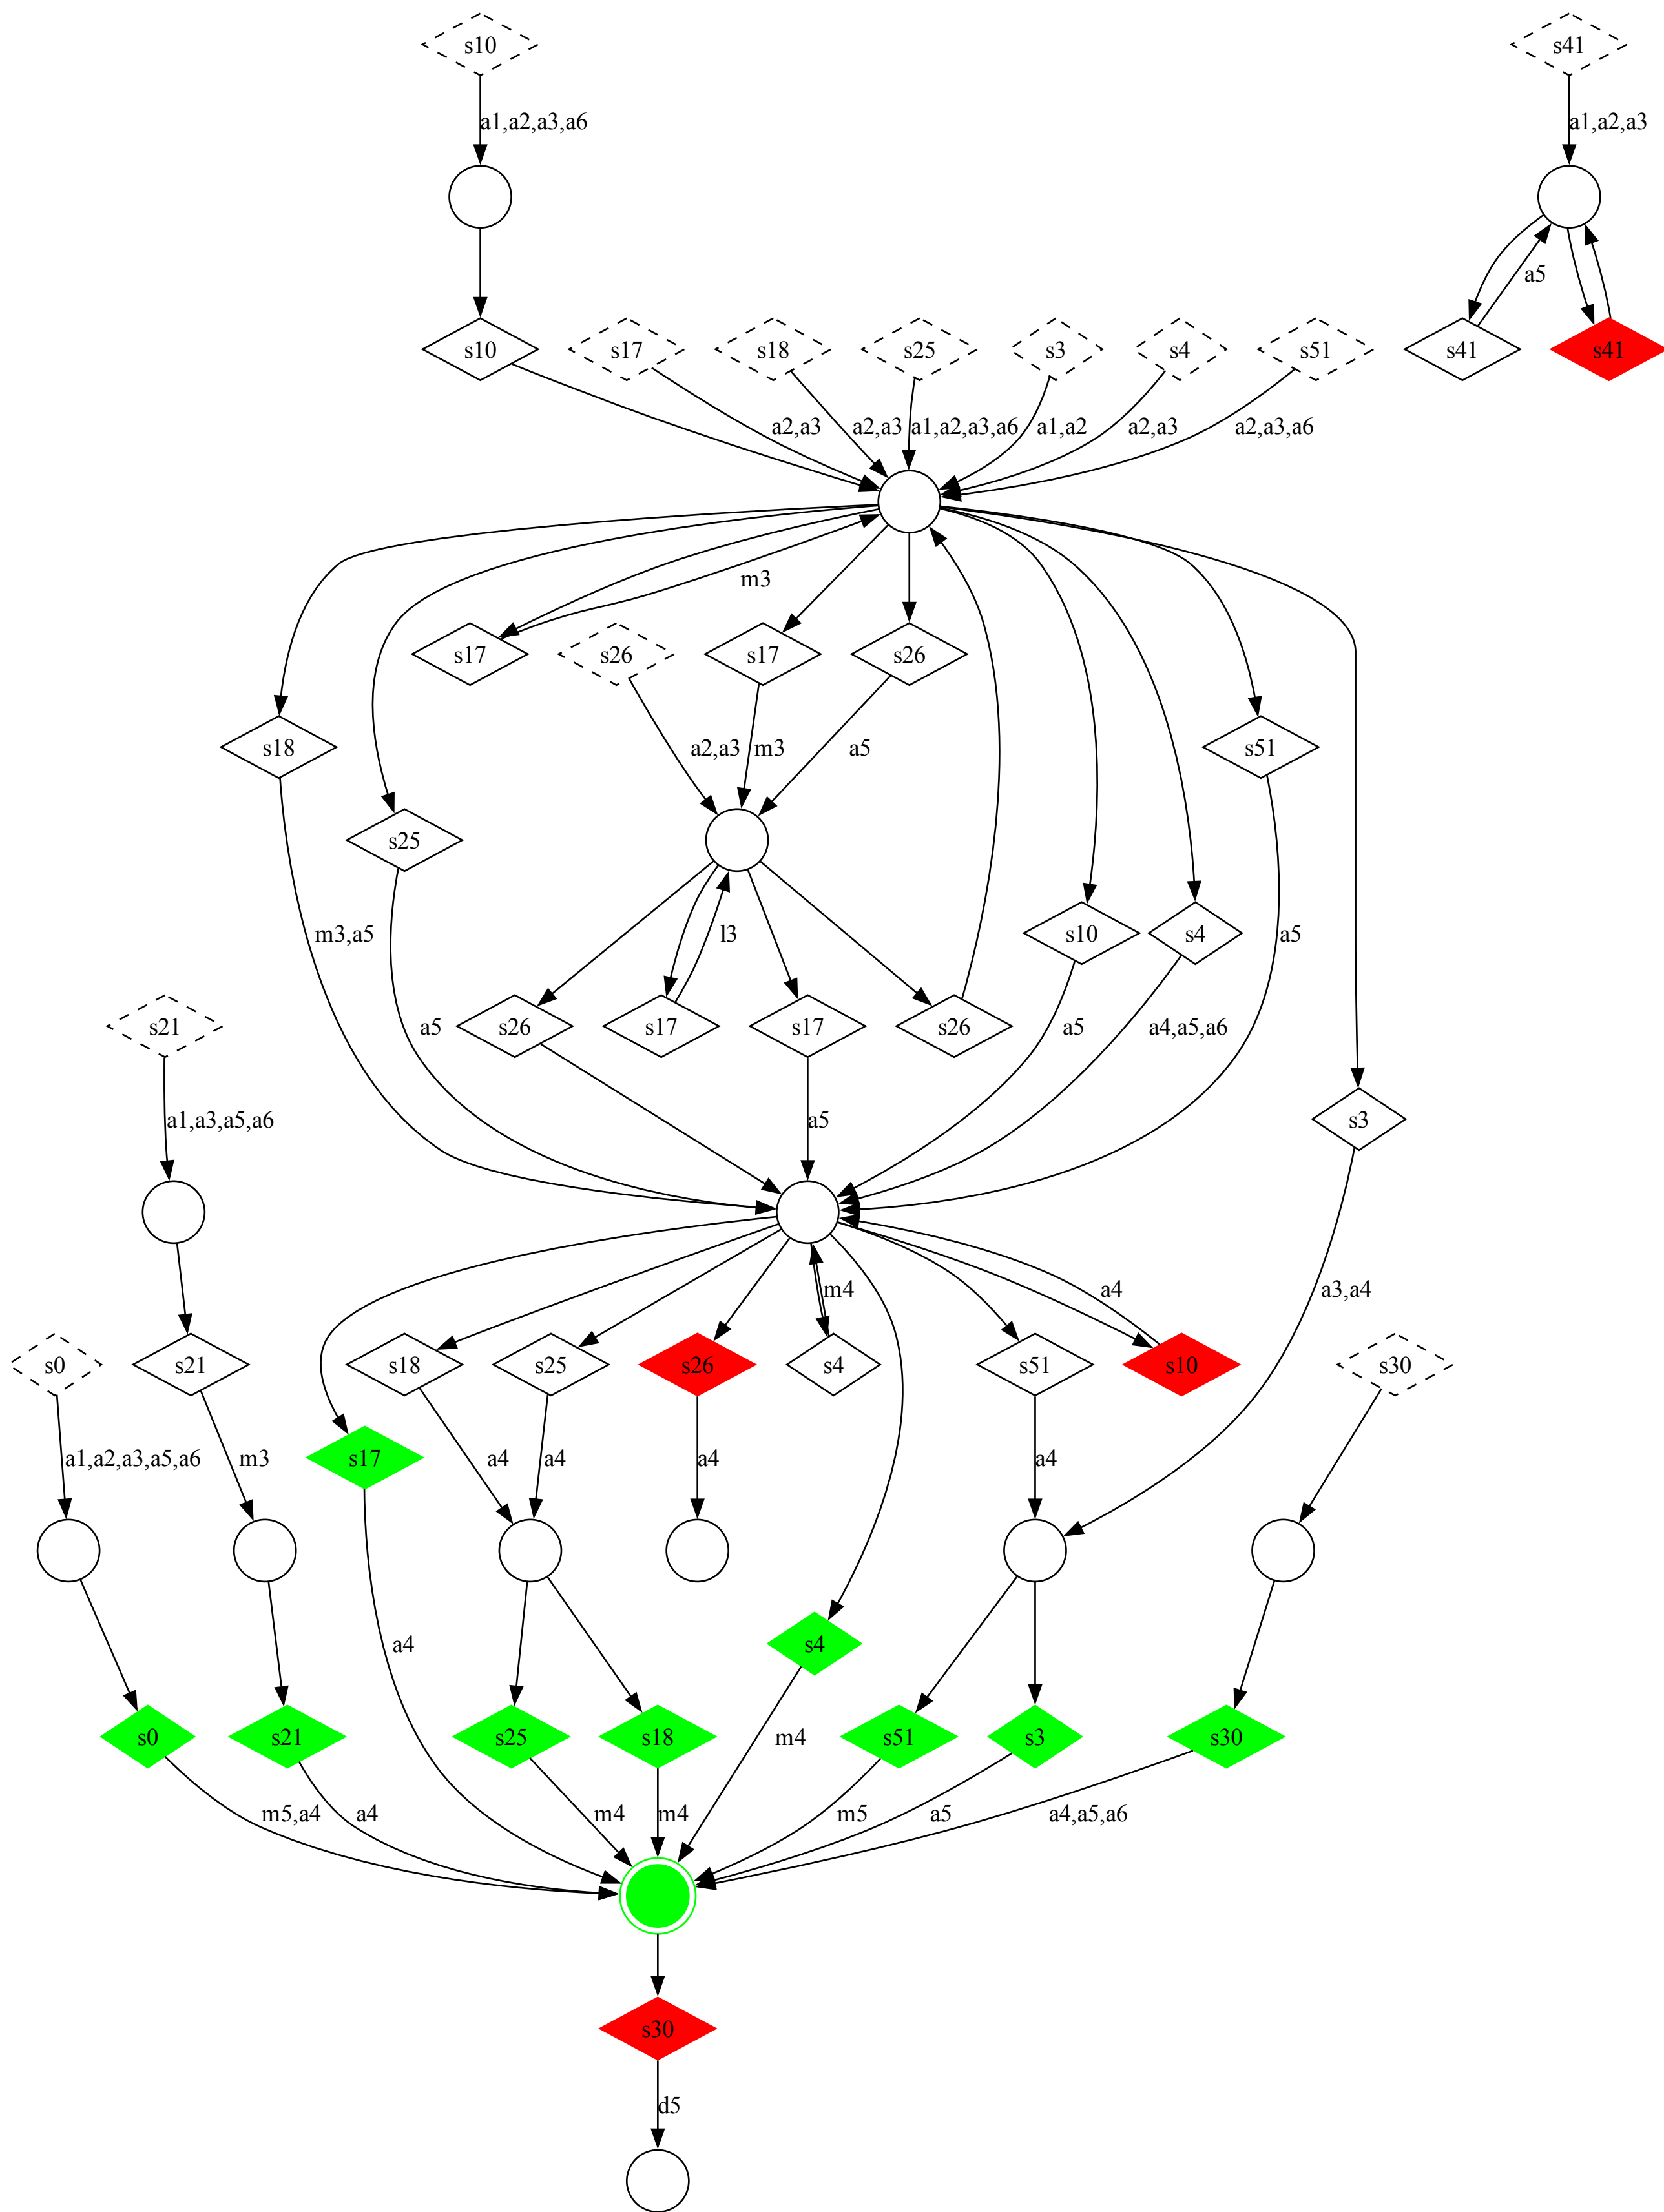 s10
s41
a1,a2,a3,a6
a1,a2,a3
a5
s10
s17
s18
s25
s3
s4
s51
s41
s41
a2,a3
a2,a3
a1,a2,a3,a6
a1,a2
a2,a3
a2,a3,a6
m3
s17
s26
s17
s26
s18
a2,a3
m3
a5
s51
s25
m3,a5
l3
s10
s4
a5
s21
a5
s26
s17
s17
s26
a5
a4,a5,a6
a1,a3,a5,a6
a5
s3
m4
a4
a3,a4
s0
s21
s18
s25
s26
s4
s51
s10
s30
a1,a2,a3,a5,a6
m3
s17
a4
a4
a4
a4
a4
s4
s0
s21
s25
s18
m4
s51
s3
s30
m5,a4
a4
m4
m4
m5
a5
a4,a5,a6
s30
d5